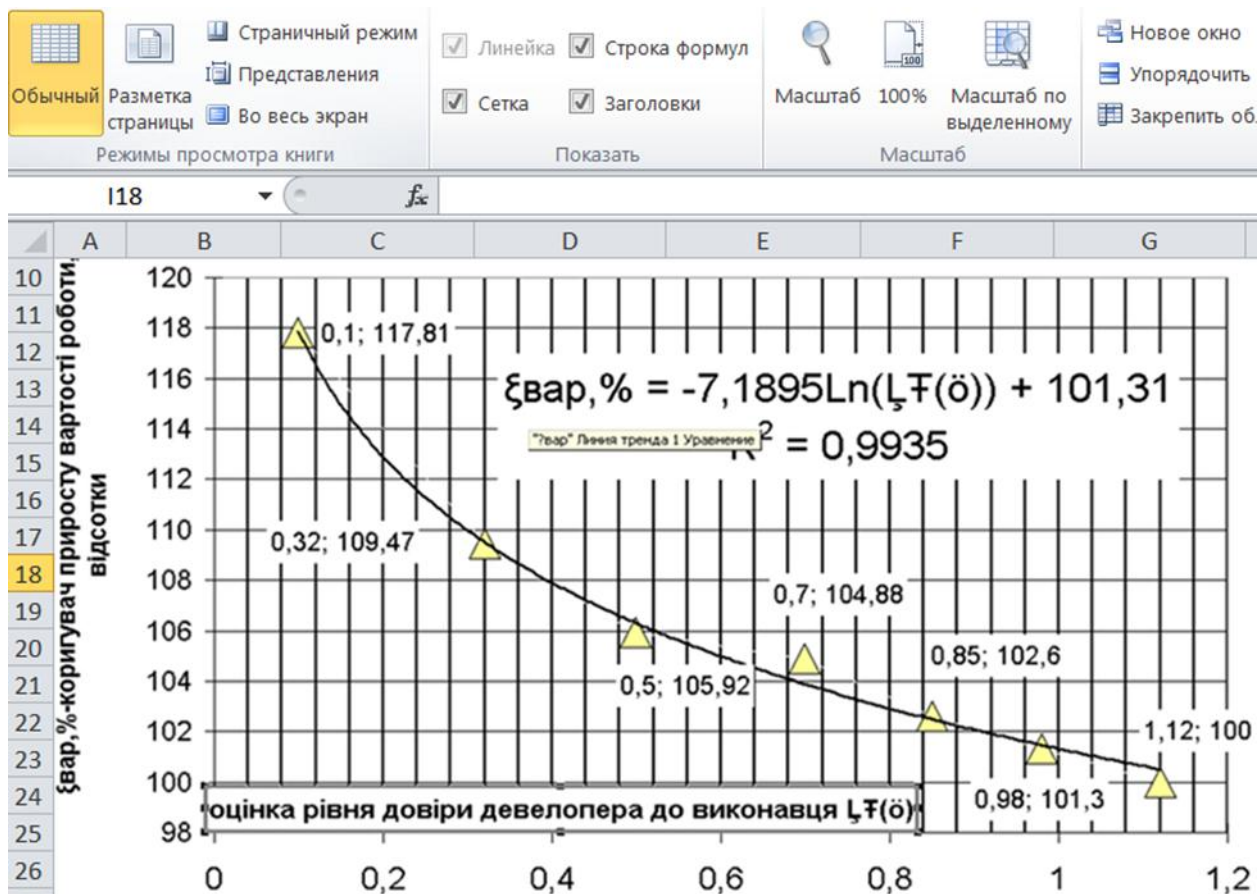 Обычный
Разметка
страницы
Страничный режим
Представления
Во весь экран
Режимы просмотра книги
Линейка
Строка формул
Сетка
Заголовки
Показать
Масштаб
100
100%
Масштаб по
выделенному
Масштаб
Новое окно
Упорядочить
Закрепить об
I18
fx
A B C D E F G
10
11
12
13
14
15
16
17
18
19
20
21
22
23
24
25
26
ξвар,%-коригувач приросту вартості роботи,
відсотки
120
118
116
114
112
110
108
106
104
102
100
98
0,1; 117,81
ξвар,% = -7,1895Ln(ĻŦ(ö)) + 101,31
"?вар" Линия тренда 1 Уравнение
² = 0,9935
0,32; 109,47
0,7; 104,88
0,5; 105,92
0,85; 102,6
1,12; 100
0,98; 101,3
оцінка рівня довіри девелопера до виконавця ĻŦ(ö)
0 0,2 0,4 0,6 0,8 1 1,2